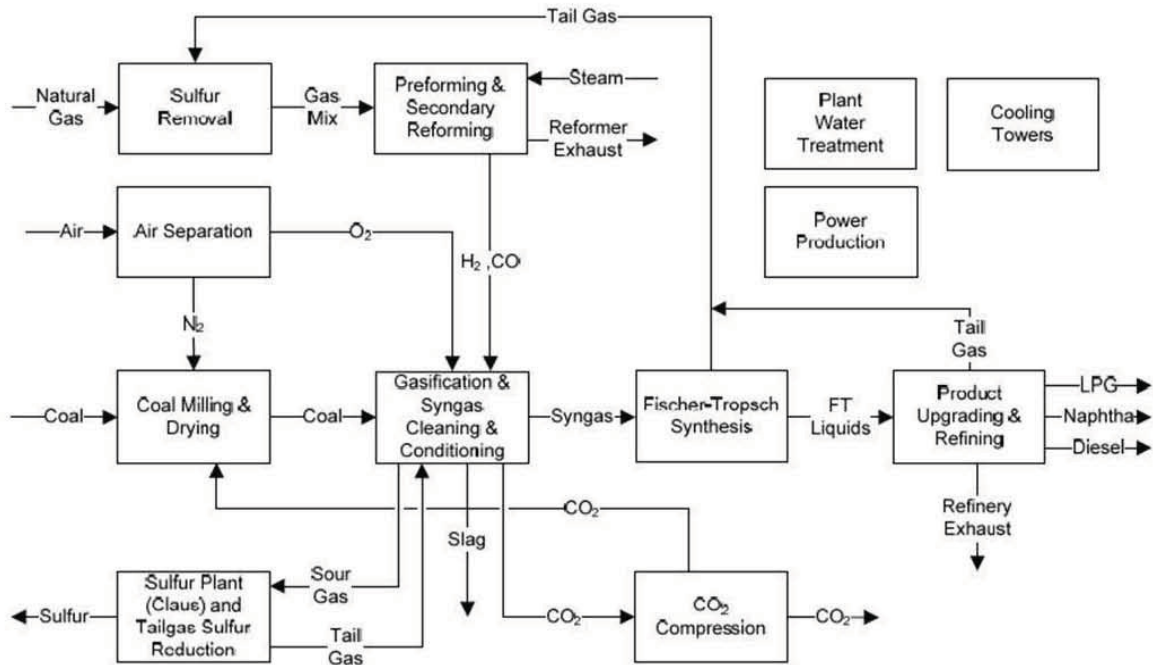 Tail Gas
Natural
Gas
Sulfur
Removal
Gas
Mix
Preforming &
Secondary
Reforming
Steam
Reformer
Exhaust
Plant
Water
Treatment
Cooling
Towers
Air
Air Separation
O₂
H₂ ,CO
Power
Production
N₂
Tail
Gas
Coal
Coal Milling &
Drying
Coal
Gasification &
Syngas
Cleaning &
Conditioning
Syngas
Fischer-Tropsch
Synthesis
FT
Liquids
Product
Upgrading &
Refining
LPG
Naphtha
Diesel
CO₂
Refinery
Exhaust
Slag
Sulfur
Sulfur Plant
(Claus) and
Tailgas Sulfur
Reduction
Sour
Gas
Tail
Gas
CO₂
CO₂
Compression
CO₂